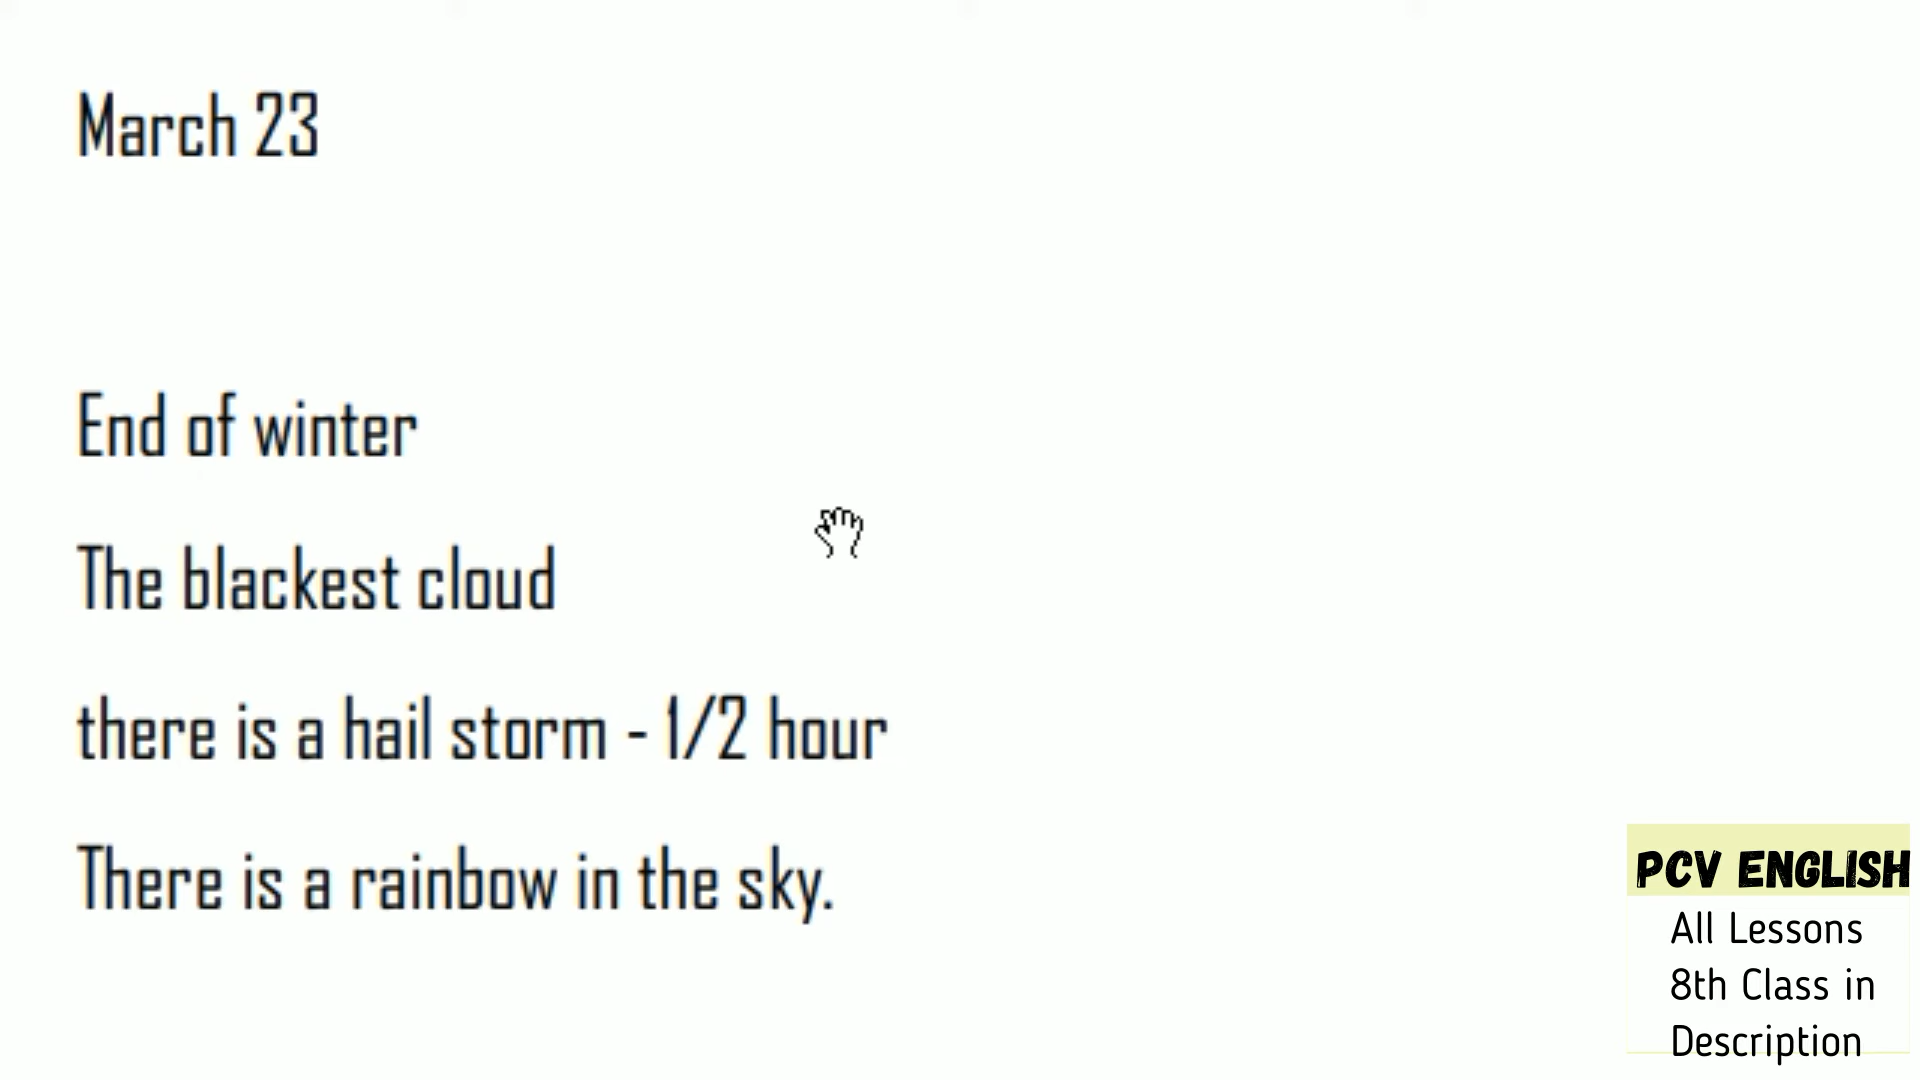 March 23
End of winter
The blackest cloud
there is a hail storm - 1/2 hour
There is a rainbow in the sky.
PCV ENGLISH
All Lessons
8th Class in
Description